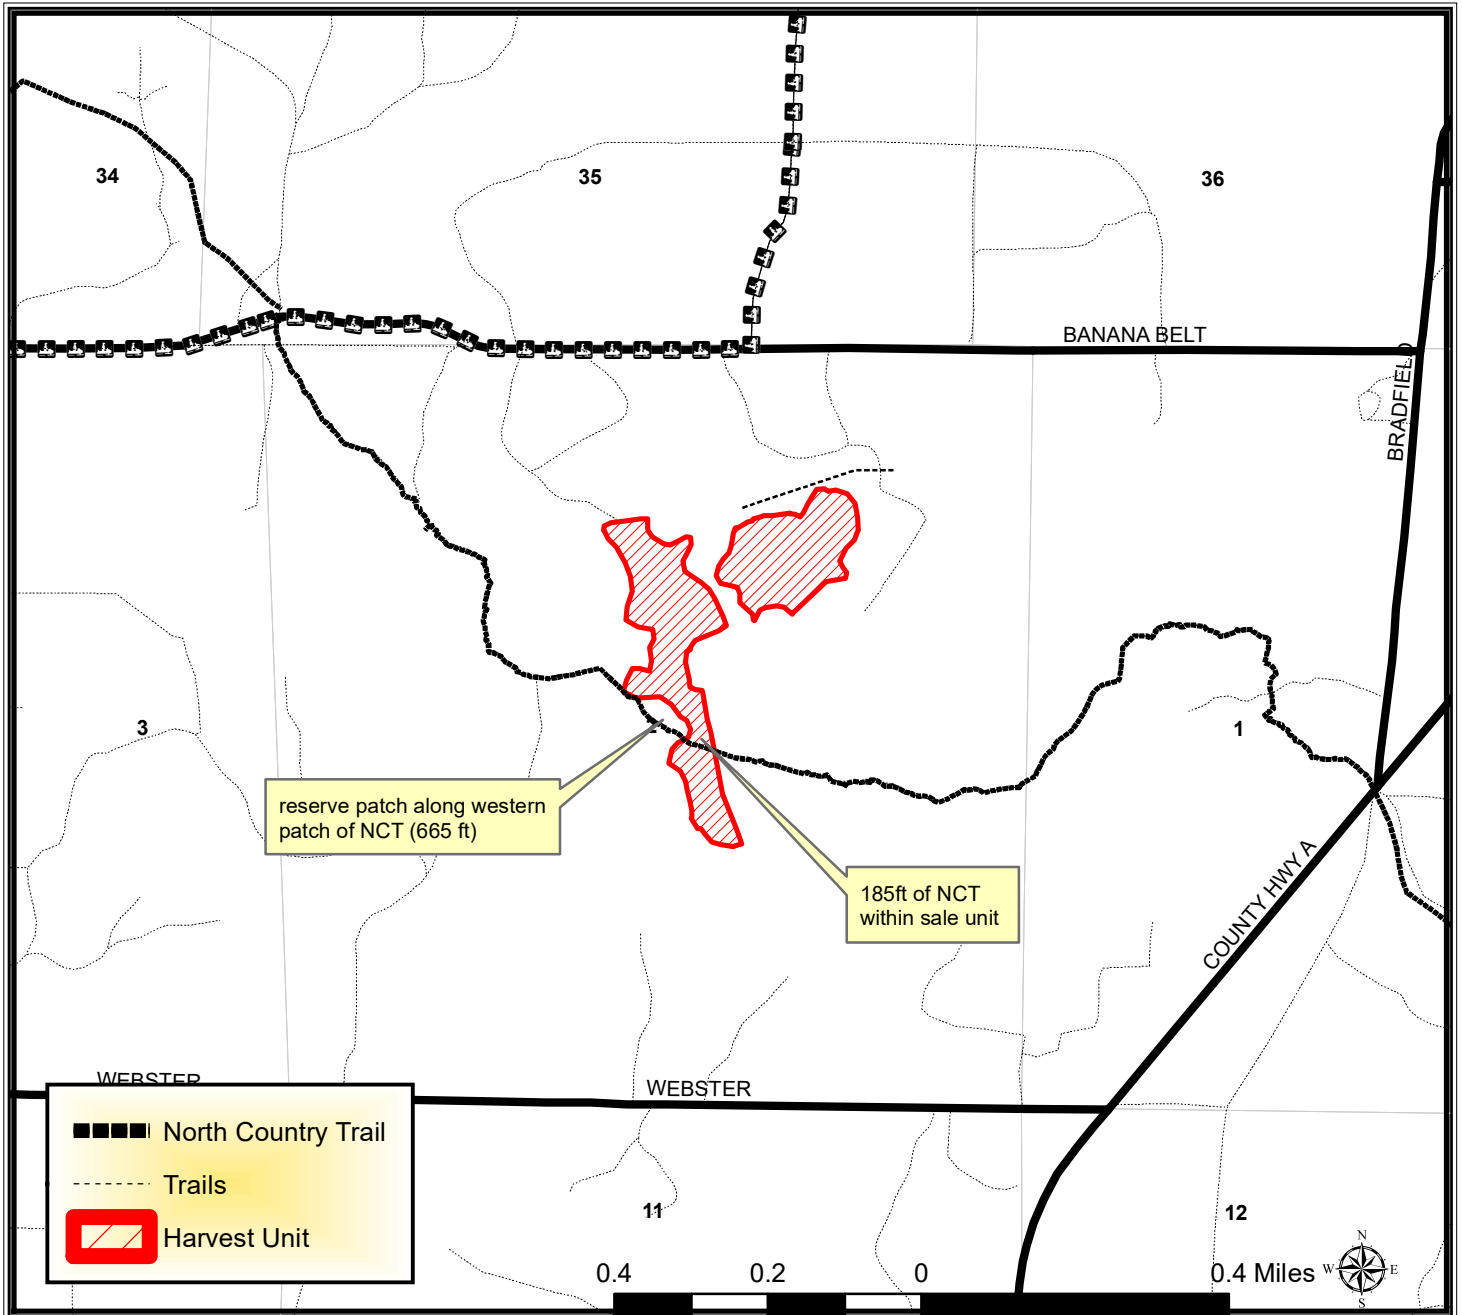 34
35
36
BANANA BELT
BRADFIELD
3
1
reserve patch along western
patch of NCT (665 ft)
185ft of NCT
within sale unit
COUNTY HWY A
WEBSTER
WEBSTER
North Country Trail
Trails
Harvest Unit
11
12
0.4 0.2 0 0.4 Miles
N
W E
S